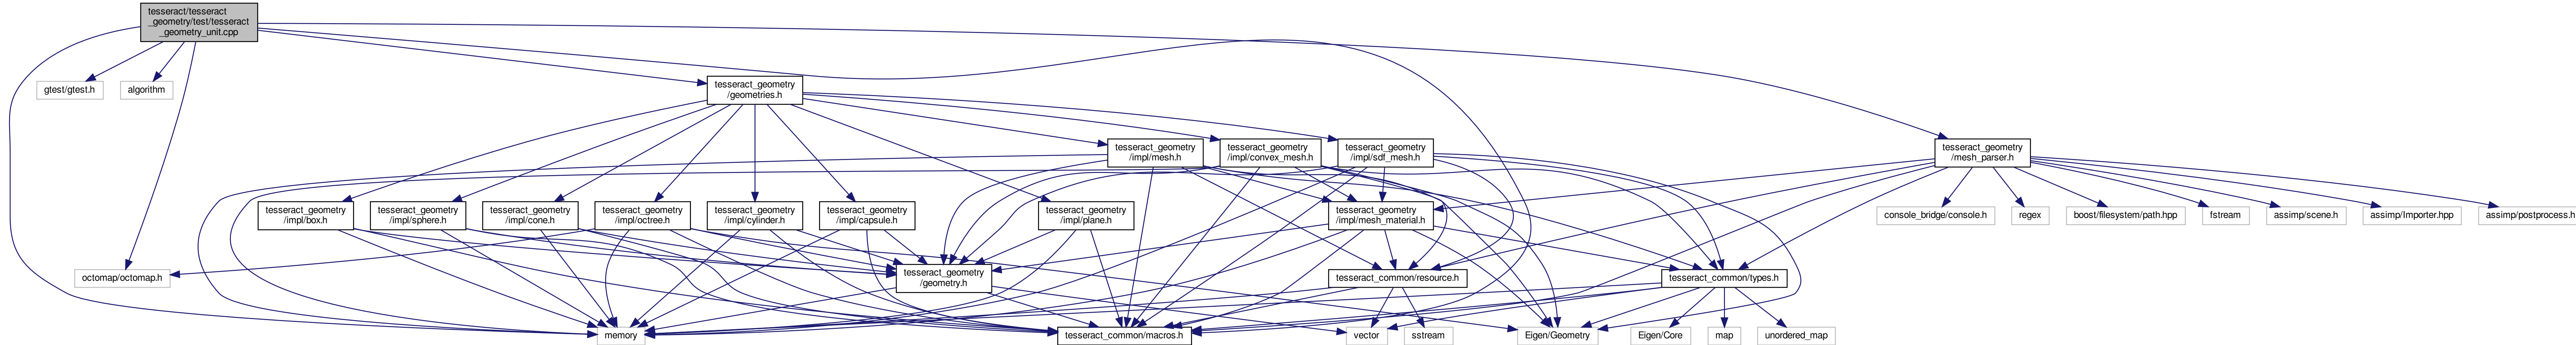 tesseract/tesseract
_geometry/test/tesseract
_geometry_unit.cpp
gtest/gtest.h
algorithm
tesseract_geometry
/geometries.h
tesseract_geometry
/impl/mesh.h
tesseract_geometry
/impl/convex_mesh.h
tesseract_geometry
/impl/sdf_mesh.h
tesseract_geometry
/mesh_parser.h
tesseract_geometry
/impl/box.h
tesseract_geometry
/impl/sphere.h
tesseract_geometry
/impl/cone.h
tesseract_geometry
/impl/octree.h
tesseract_geometry
/impl/cylinder.h
tesseract_geometry
/impl/capsule.h
tesseract_geometry
/impl/plane.h
tesseract_geometry
/impl/mesh_material.h
console_bridge/console.h
regex
boost/filesystem/path.hpp
fstream
assimp/scene.h
assimp/Importer.hpp
assimp/postprocess.h
octomap/octomap.h
tesseract_geometry
/geometry.h
tesseract_common/resource.h
tesseract_common/types.h
memory
tesseract_common/macros.h
vector
sstream
Eigen/Geometry
Eigen/Core
map
unordered_map